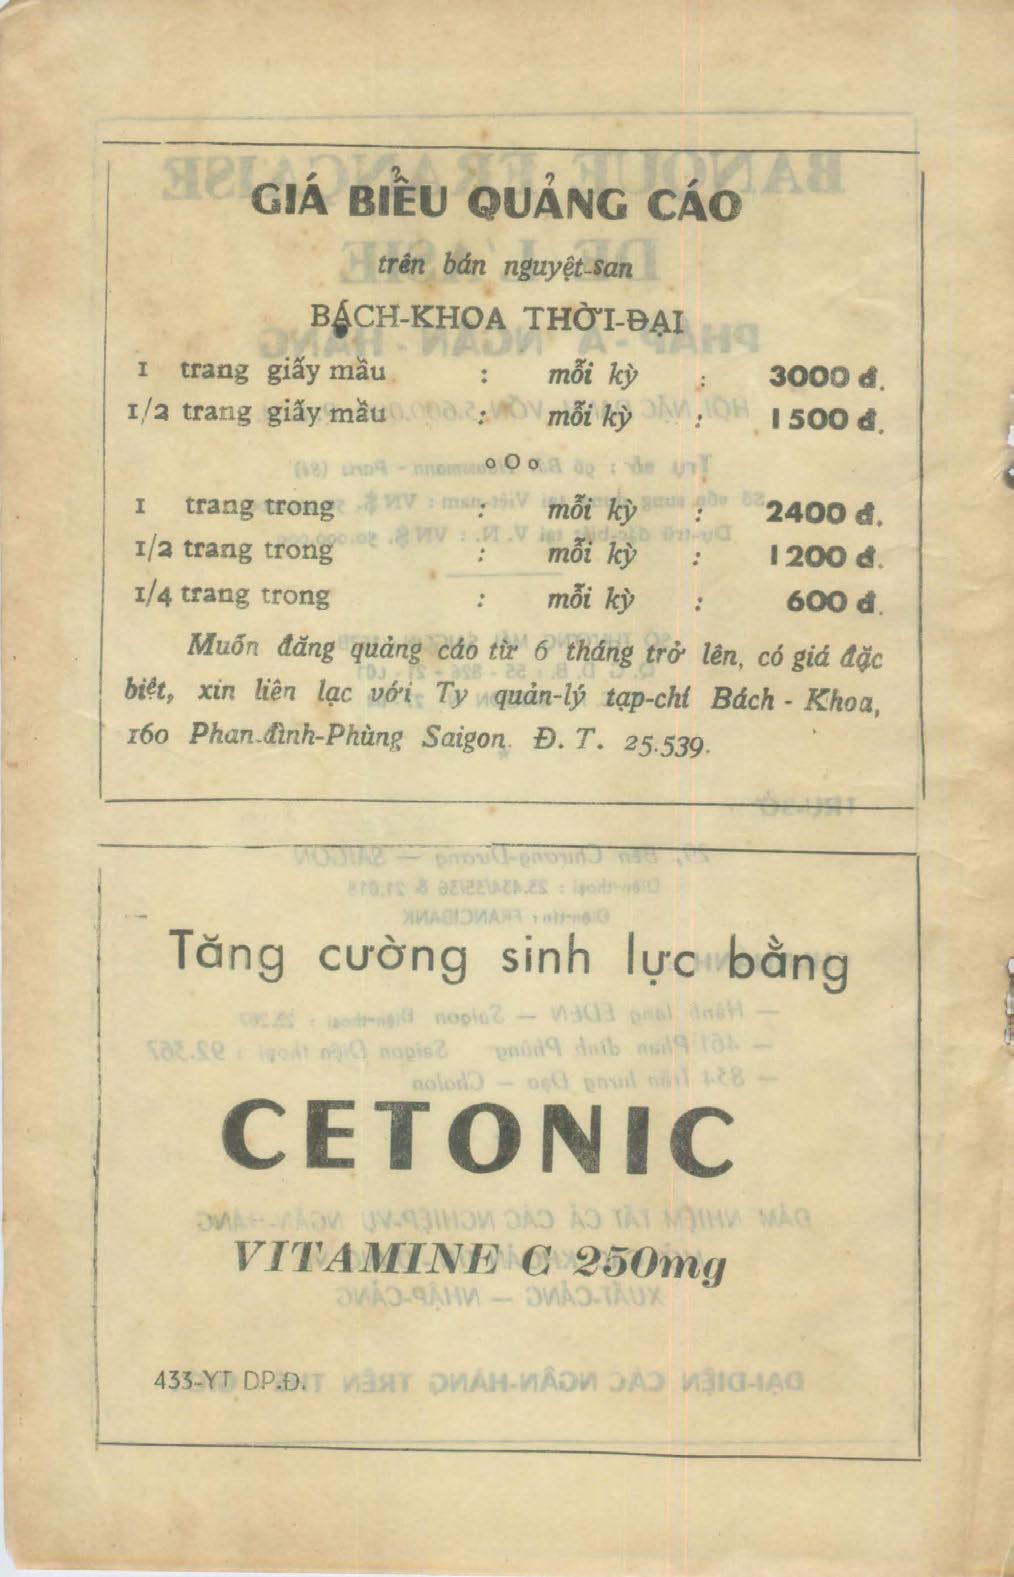 GIÁ BIỂU QUẢNG CÁO
trên bán nguyệt-san
BÁCH-KHOA THỜI-ĐẠI
1 trang giấy mầu : mỗi kỳ : 3000 đ.
1/2 trang giấy mầu : mỗi kỳ : 1500 đ.
oOo
1 trang trong : mỗi kỳ : 2400 đ.
1/2 trang trong : mỗi kỳ : 1200 đ.
1/4 trang trong : mỗi kỳ : 600 đ.
Muốn đăng quảng cáo từ 6 tháng trở lên, có giá đặc
biệt, xin liên lạc với Ty quản-lý tạp-chí Bách - Khoa,
160 Phan-đình-Phùng Saigon. Đ. T. 25.539.
Tăng cường sinh lực bằng
CETONIC
VITAMINE C 250mg
433-YT DP.Đ.